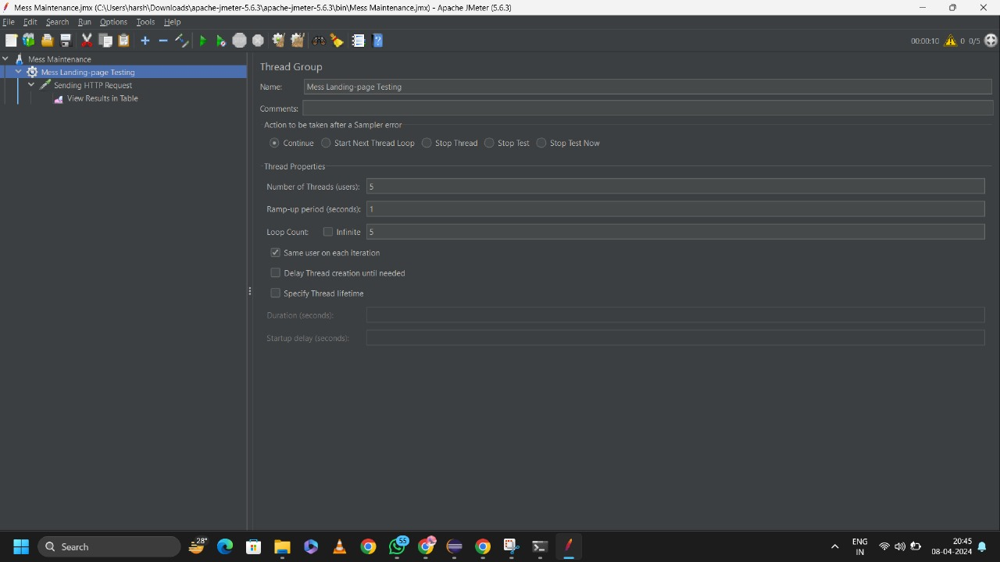 Mess Maintenance.jmx (C:\Users\harsh\Downloads\apache-jmeter-5.6.3\apache-jmeter-5.6.3\bin\Mess Maintenance.jmx) - Apache JMeter (5.6.3)
File Edit Search Run Options Tools Help
00:00:10 0 0/5
Mess Maintenance
Mess Landing-page Testing
Sending HTTP Request
View Results in Table
Thread Group
Name: Mess Landing-page Testing
Comments:
Action to be taken after a Sampler error
Continue Start Next Thread Loop Stop Thread Stop Test Stop Test Now
Thread Properties
Number of Threads (users): 5
Ramp-up period (seconds): 1
Loop Count: Infinite 5
Same user on each iteration
Delay Thread creation until needed
Specify Thread lifetime
Duration (seconds):
Startup delay (seconds):
Search 28° 55 ENG 20:45
IN 08-04-2024